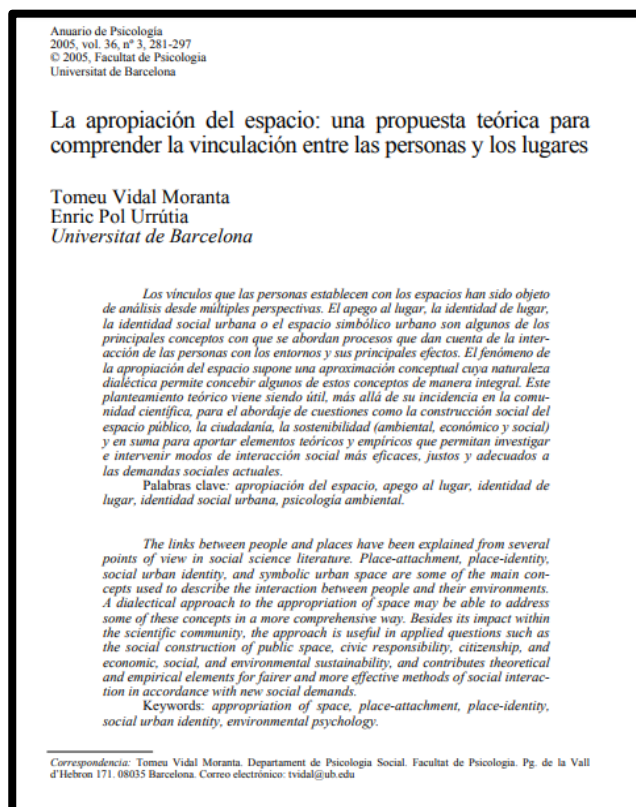 Anuario de Psicología
2005, vol. 36, nº 3, 281-297
© 2005, Facultat de Psicologia
Universitat de Barcelona
La apropiación del espacio: una propuesta teórica para
comprender la vinculación entre las personas y los lugares
Tomeu Vidal Moranta
Enric Pol Urrútia
Universitat de Barcelona
Los vínculos que las personas establecen con los espacios han sido objeto
de análisis desde múltiples perspectivas. El apego al lugar, la identidad de lugar,
la identidad social urbana o el espacio simbólico urbano son algunos de los
principales conceptos con que se abordan procesos que dan cuenta de la inter-
acción de las personas con los entornos y sus principales efectos. El fenómeno de
la apropiación del espacio supone una aproximación conceptual cuya naturaleza
dialéctica permite concebir algunos de estos conceptos de manera integral. Este
planteamiento teórico viene siendo útil, más allá de su incidencia en la comu-
nidad científica, para el abordaje de cuestiones como la construcción social del
espacio público, la ciudadanía, la sostenibilidad (ambiental, económico y social)
y en suma para aportar elementos teóricos y empíricos que permitan investigar
e intervenir modos de interacción social más eficaces, justos y adecuados a
las demandas sociales actuales.
Palabras clave: apropiación del espacio, apego al lugar, identidad de
lugar, identidad social urbana, psicología ambiental.
The links between people and places have been explained from several
points of view in social science literature. Place-attachment, place-identity,
social urban identity, and symbolic urban space are some of the main con-
cepts used to describe the interaction between people and their environments.
A dialectical approach to the appropriation of space may be able to address
some of these concepts in a more comprehensive way. Besides its impact within
the scientific community, the approach is useful in applied questions such as
the social construction of public space, civic responsibility, citizenship, and
economic, social, and environmental sustainability, and contributes theoretical
and empirical elements for fairer and more effective methods of social interac-
tion in accordance with new social demands.
Keywords: appropriation of space, place-attachment, place-identity,
social urban identity, environmental psychology.
Correspondencia: Tomeu Vidal Moranta. Departament de Psicologia Social. Facultat de Psicologia. Pg. de la Vall
d'Hebron 171. 08035 Barcelona. Correo electrónico: tvidal@ub.edu